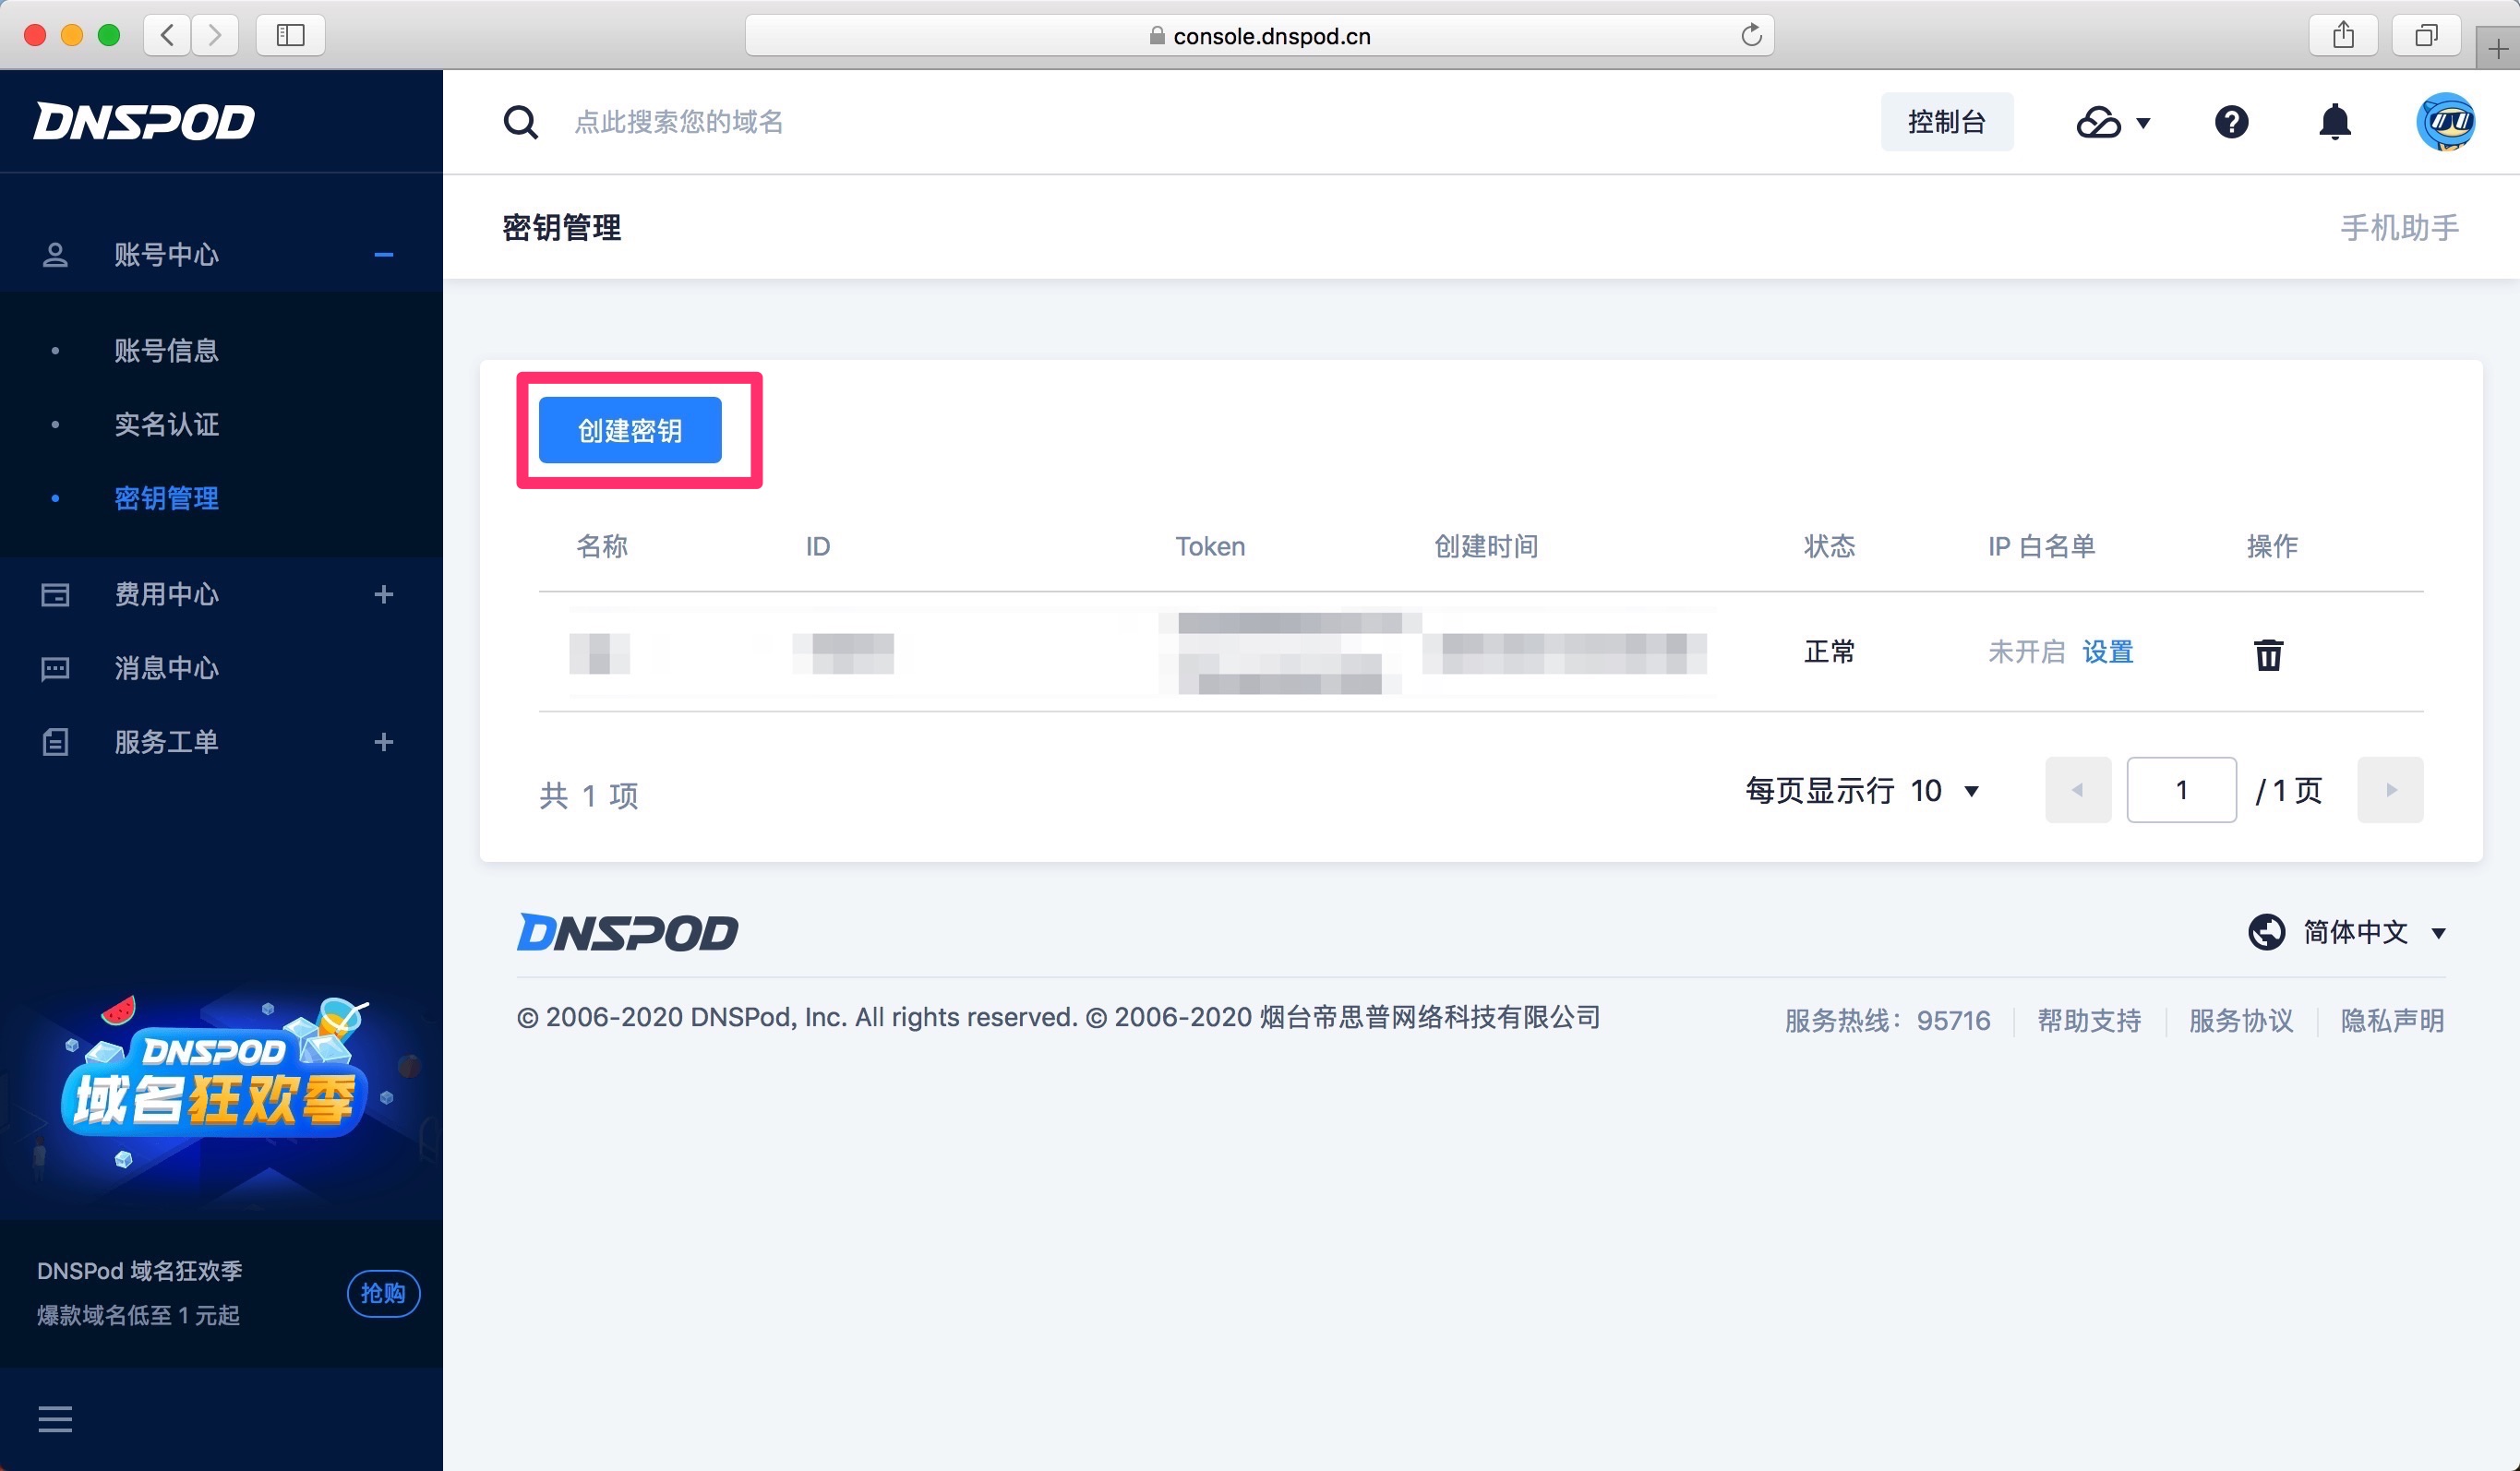 console.dnspod.cn
DNSPOD
点此搜索您的域名
控制台
密钥管理
手机助手
账号中心
账号信息
实名认证
密钥管理
费用中心
消息中心
服务工单
创建密钥
名称 ID Token 创建时间 状态 IP 白名单 操作
正常 未开启 设置
共 1 项
每页显示行 10 1 / 1 页
DNSPOD
简体中文
© 2006-2020 DNSPod, Inc. All rights reserved. © 2006-2020 烟台帝思普网络科技有限公司
服务热线：95716 帮助支持 服务协议 隐私声明
DNSPOD
域名狂欢季
DNSPod 域名狂欢季
爆款域名低至 1 元起
抢购